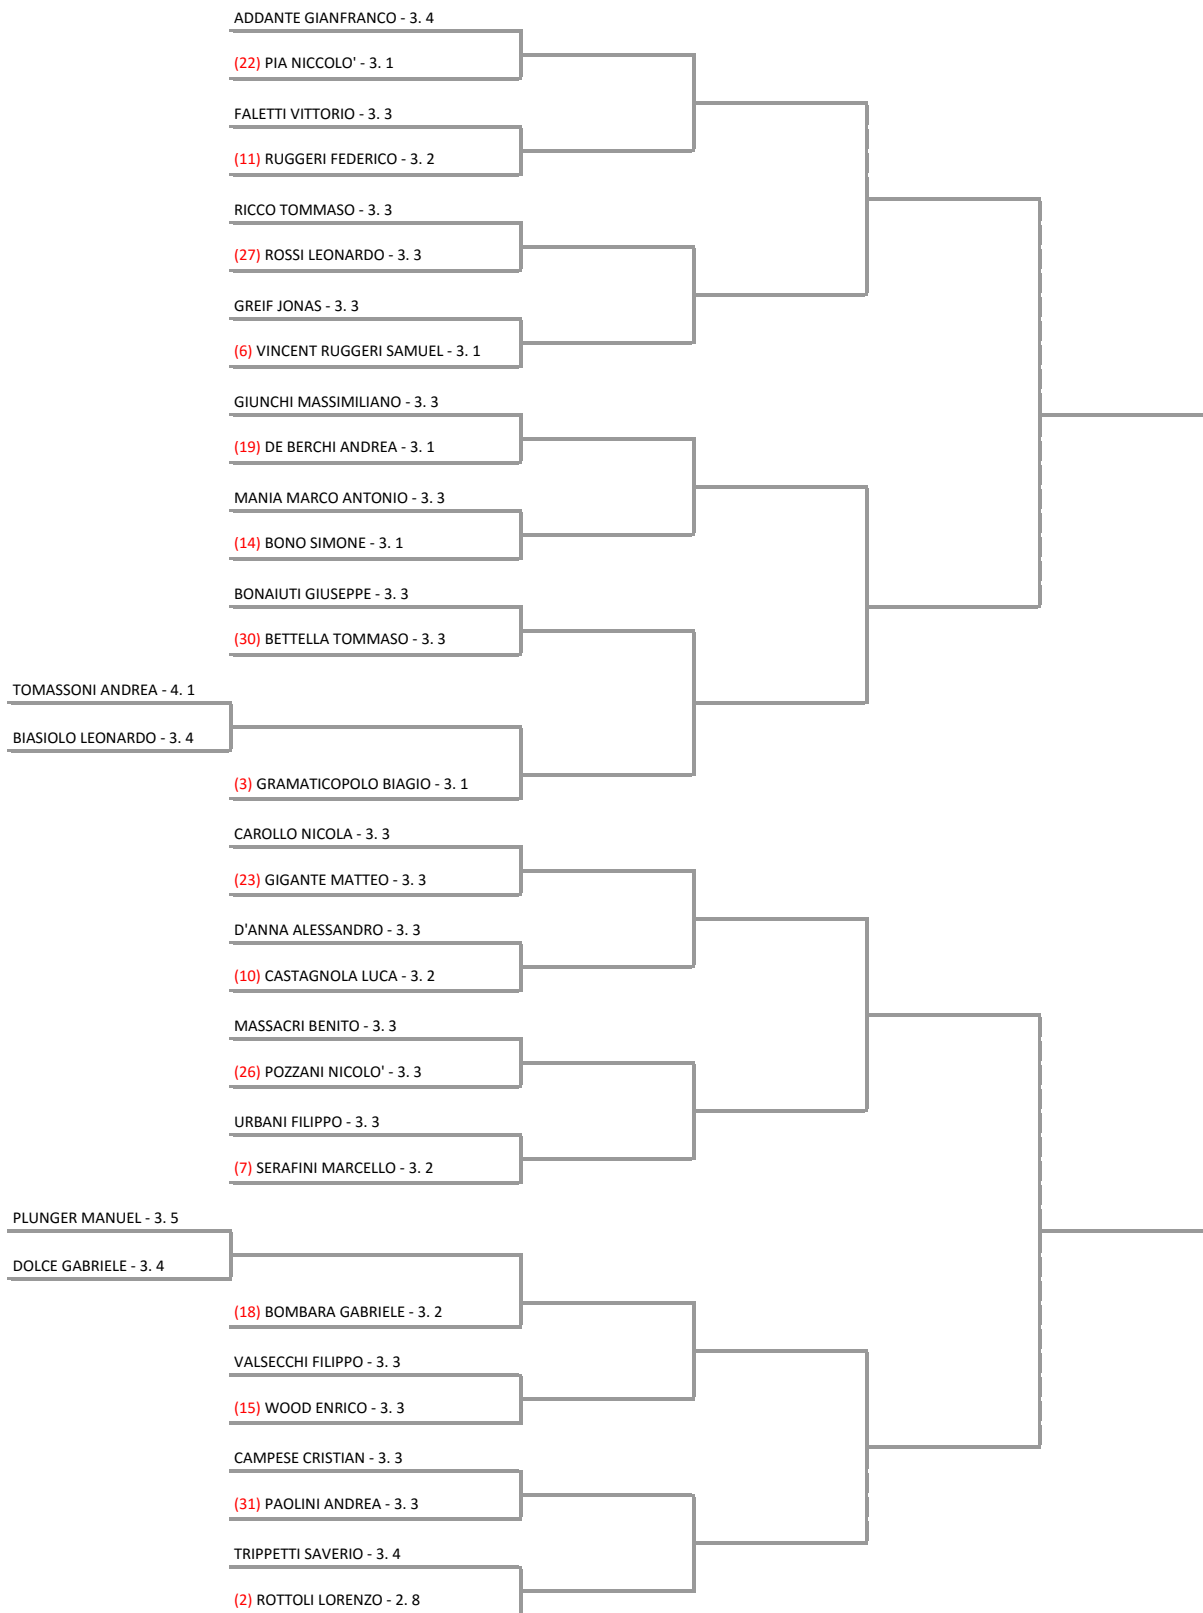 ADDANTE GIANFRANCO - 3. 4
(22) PIA NICCOLO' - 3. 1
FALETTI VITTORIO - 3. 3
(11) RUGGERI FEDERICO - 3. 2
RICCO TOMMASO - 3. 3
(27) ROSSI LEONARDO - 3. 3
GREIF JONAS - 3. 3
(6) VINCENT RUGGERI SAMUEL - 3. 1
GIUNCHI MASSIMILIANO - 3. 3
(19) DE BERCHI ANDREA - 3. 1
MANIA MARCO ANTONIO - 3. 3
(14) BONO SIMONE - 3. 1
BONAIUTI GIUSEPPE - 3. 3
(30) BETTELLA TOMMASO - 3. 3
TOMASSONI ANDREA - 4. 1
BIASIOLO LEONARDO - 3. 4
(3) GRAMATICOPOLO BIAGIO - 3. 1
CAROLLO NICOLA - 3. 3
(23) GIGANTE MATTEO - 3. 3
D'ANNA ALESSANDRO - 3. 3
(10) CASTAGNOLA LUCA - 3. 2
MASSACRI BENITO - 3. 3
(26) POZZANI NICOLO' - 3. 3
URBANI FILIPPO - 3. 3
(7) SERAFINI MARCELLO - 3. 2
PLUNGER MANUEL - 3. 5
DOLCE GABRIELE - 3. 4
(18) BOMBARA GABRIELE - 3. 2
VALSECCHI FILIPPO - 3. 3
(15) WOOD ENRICO - 3. 3
CAMPESE CRISTIAN - 3. 3
(31) PAOLINI ANDREA - 3. 3
TRIPPETTI SAVERIO - 3. 4
(2) ROTTOLI LORENZO - 2. 8